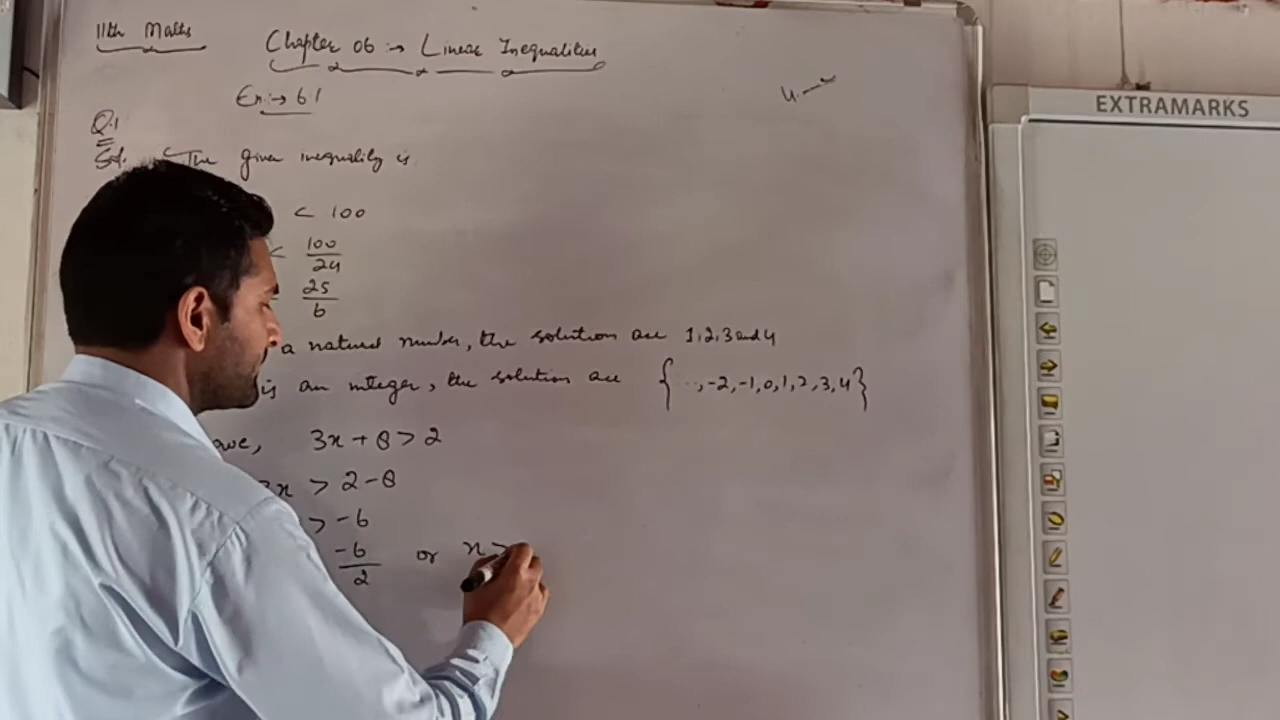 11th Maths
Chapter 06 :→ Linear Inequalities
Ex :→ 6.1
Q.1
Sol. The given inequality is
< 100
< 100/24
25/6
a natural number, the solutions are 1,2,3 and 4
is an integer, the solutions are {..., -2, -1, 0, 1, 2, 3, 4}
3x + 8 > 2
3x > 2 - 8
> -6
-6/2 or x >
EXTRAMARKS